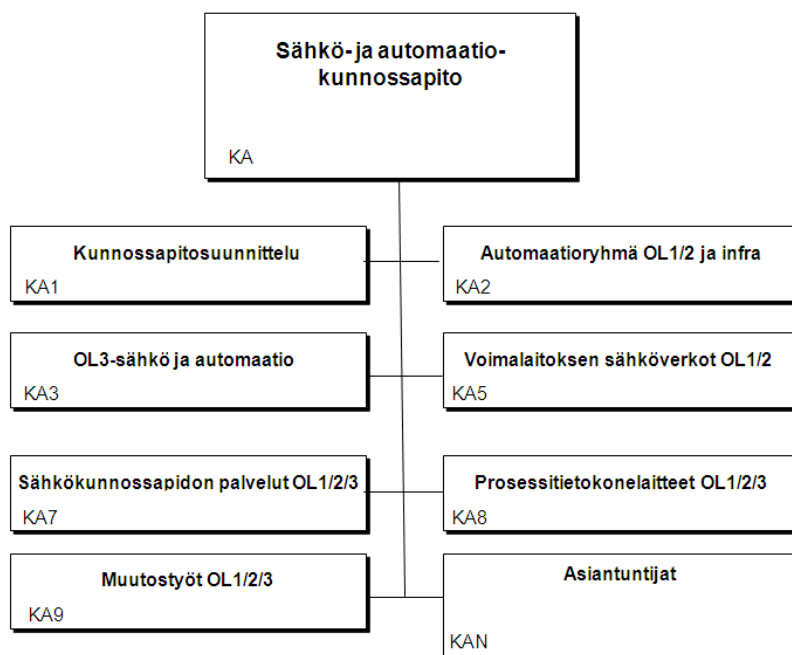 Sähkö- ja automaatio-
kunnossapito
KA
Kunnossapitosuunnittelu
KA1
Automaatioryhmä OL1/2 ja infra
KA2
OL3-sähkö ja automaatio
KA3
Voimalaitoksen sähköverkot OL1/2
KA5
Sähkökunnossapidon palvelut OL1/2/3
KA7
Prosessitietokonelaitteet OL1/2/3
KA8
Muutostyöt OL1/2/3
KA9
Asiantuntijat
KAN